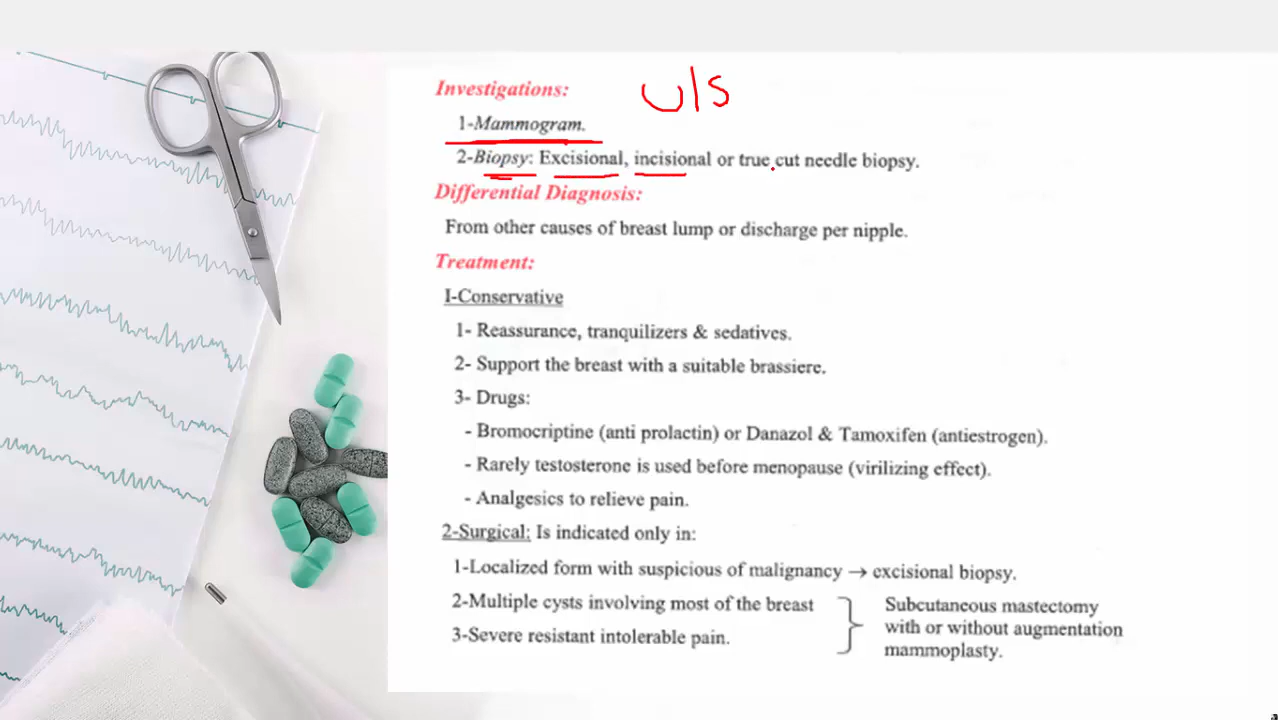 Investigations:
U/S
1-Mammogram.
2-Biopsy: Excisional, incisional or true cut needle biopsy.
Differential Diagnosis:
From other causes of breast lump or discharge per nipple.
Treatment:
I-Conservative
1- Reassurance, tranquilizers & sedatives.
2- Support the breast with a suitable brassiere.
3- Drugs:
- Bromocriptine (anti prolactin) or Danazol & Tamoxifen (antiestrogen).
- Rarely testosterone is used before menopause (virilizing effect).
- Analgesics to relieve pain.
2-Surgical: Is indicated only in:
1-Localized form with suspicious of malignancy → excisional biopsy.
2-Multiple cysts involving most of the breast
3-Severe resistant intolerable pain.
Subcutaneous mastectomy
with or without augmentation
mammoplasty.